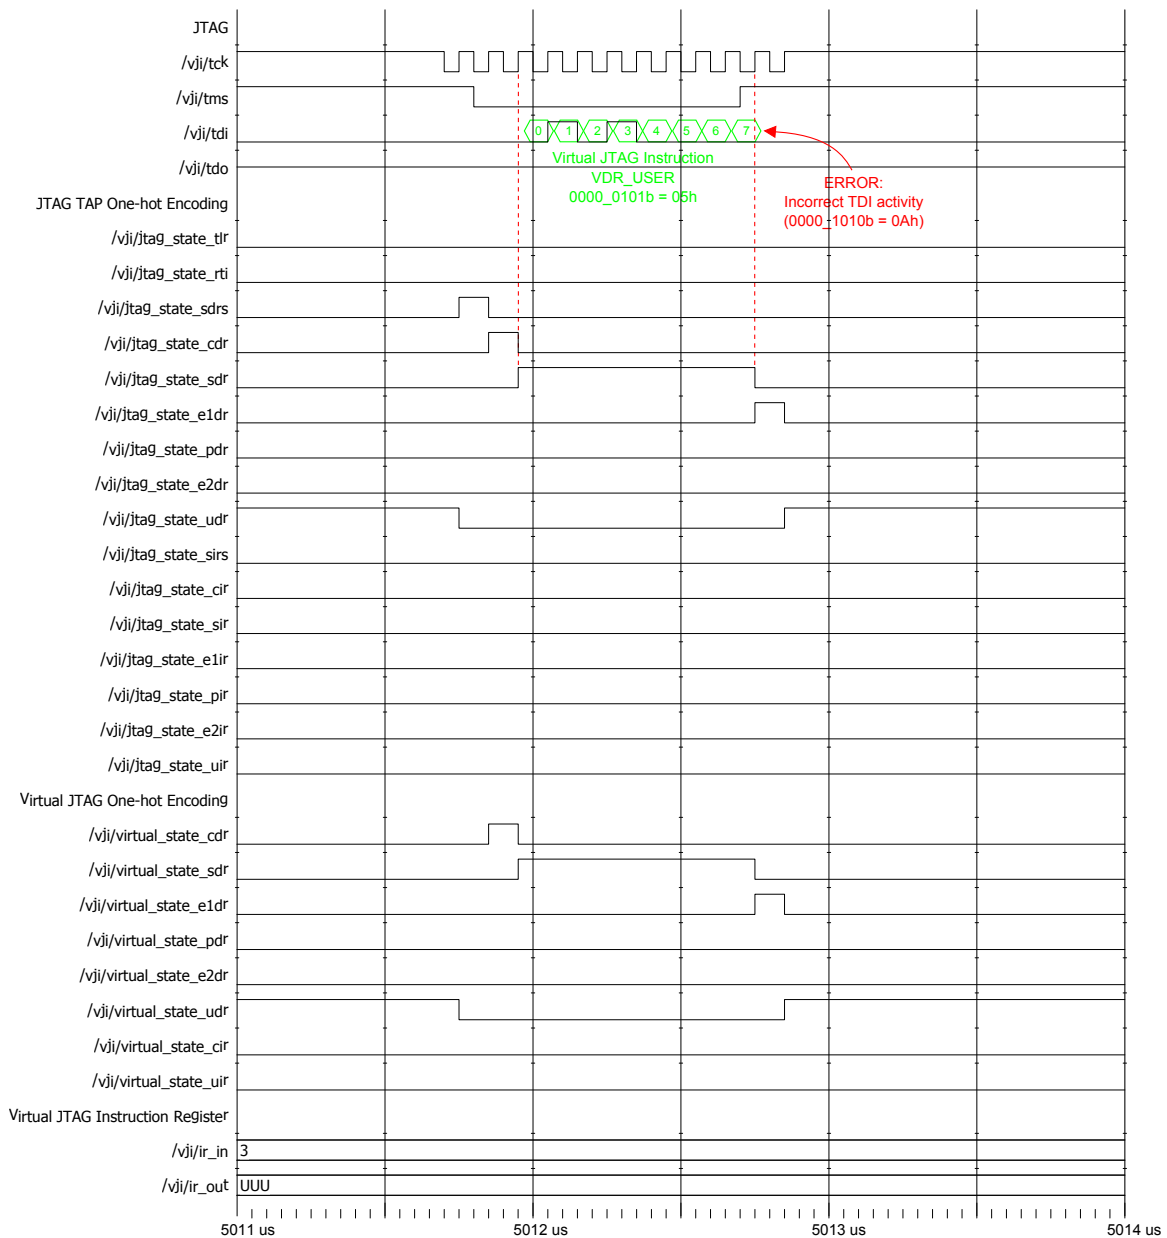 JTAG
/vji/tck
/vji/tms
/vji/tdi
0 1 2 3 4 5 6 7
/vji/tdo
Virtual JTAG Instruction
VDR_USER
0000_0101b = 05h
ERROR:
Incorrect TDI activity
(0000_1010b = 0Ah)
JTAG TAP One-hot Encoding
/vji/jtag_state_tlr
/vji/jtag_state_rti
/vji/jtag_state_sdrs
/vji/jtag_state_cdr
/vji/jtag_state_sdr
/vji/jtag_state_e1dr
/vji/jtag_state_pdr
/vji/jtag_state_e2dr
/vji/jtag_state_udr
/vji/jtag_state_sirs
/vji/jtag_state_cir
/vji/jtag_state_sir
/vji/jtag_state_e1ir
/vji/jtag_state_pir
/vji/jtag_state_e2ir
/vji/jtag_state_uir
Virtual JTAG One-hot Encoding
/vji/virtual_state_cdr
/vji/virtual_state_sdr
/vji/virtual_state_e1dr
/vji/virtual_state_pdr
/vji/virtual_state_e2dr
/vji/virtual_state_udr
/vji/virtual_state_cir
/vji/virtual_state_uir
Virtual JTAG Instruction Register
/vji/ir_in 3
/vji/ir_out UUU
5011 us 5012 us 5013 us 5014 us